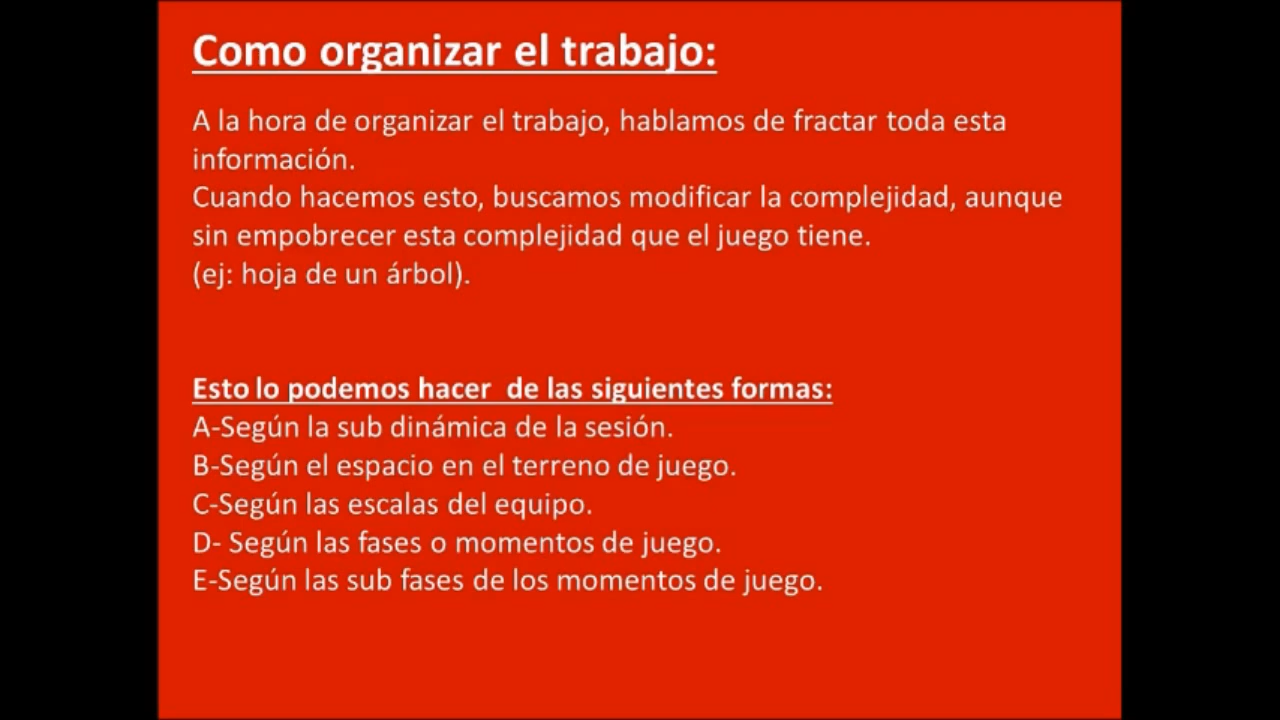 Como organizar el trabajo:
A la hora de organizar el trabajo, hablamos de fractar toda esta
información.
Cuando hacemos esto, buscamos modificar la complejidad, aunque
sin empobrecer esta complejidad que el juego tiene.
(ej: hoja de un árbol).
Esto lo podemos hacer  de las siguientes formas:
A-Según la sub dinámica de la sesión.
B-Según el espacio en el terreno de juego.
C-Según las escalas del equipo.
D- Según las fases o momentos de juego.
E-Según las sub fases de los momentos de juego.